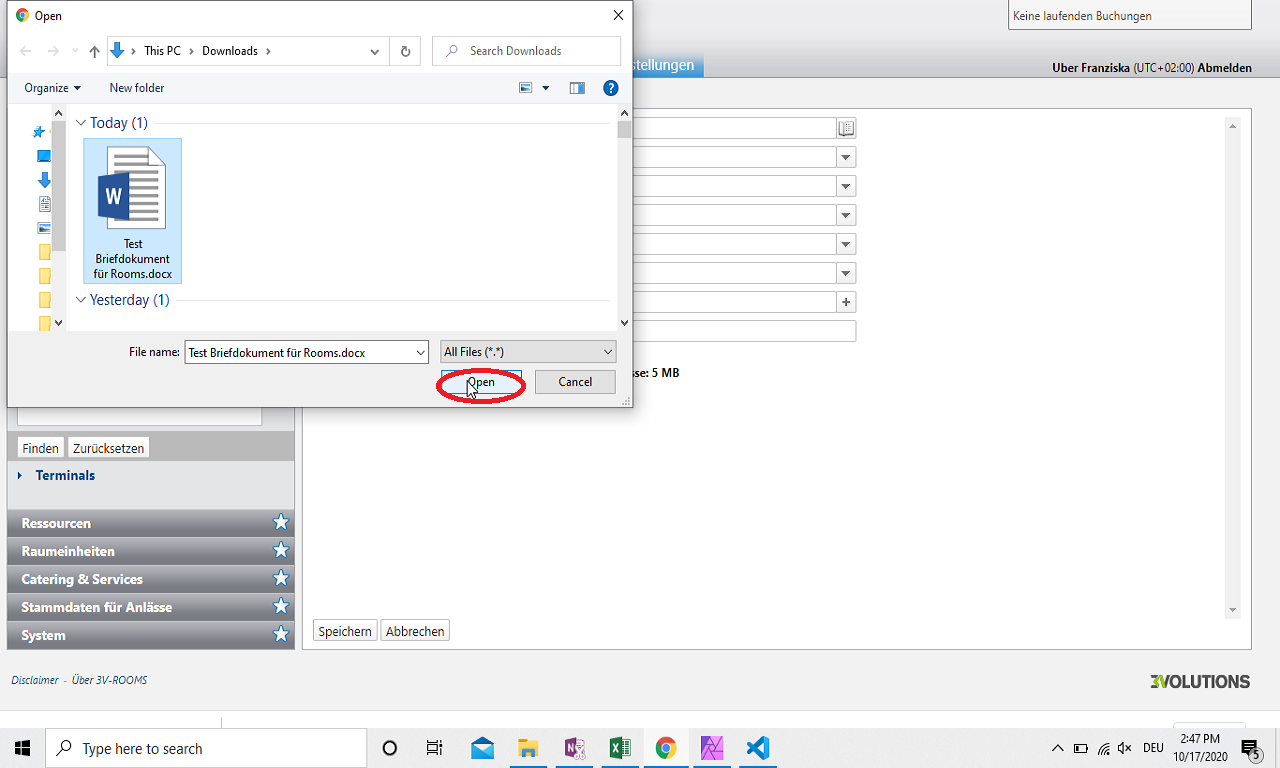 Open
Keine laufenden Buchungen
This PC
Downloads
Search Downloads
stellungen
Uber Franziska (UTC+02:00) Abmelden
Organize
New folder
Today (1)
W
Test
Briefdokument
für Rooms.docx
Yesterday (1)
File name:
Test Briefdokument für Rooms.docx
All Files (*.*)
Open
Cancel
sse: 5 MB
Finden
Zurücksetzen
Terminals
Ressourcen
Raumeinheiten
Catering & Services
Stammdaten für Anlässe
System
Speichern
Abbrechen
Disclaimer - Über 3V-ROOMS
3VOLUTIONS
Type here to search
DEU
2:47 PM
10/17/2020
5